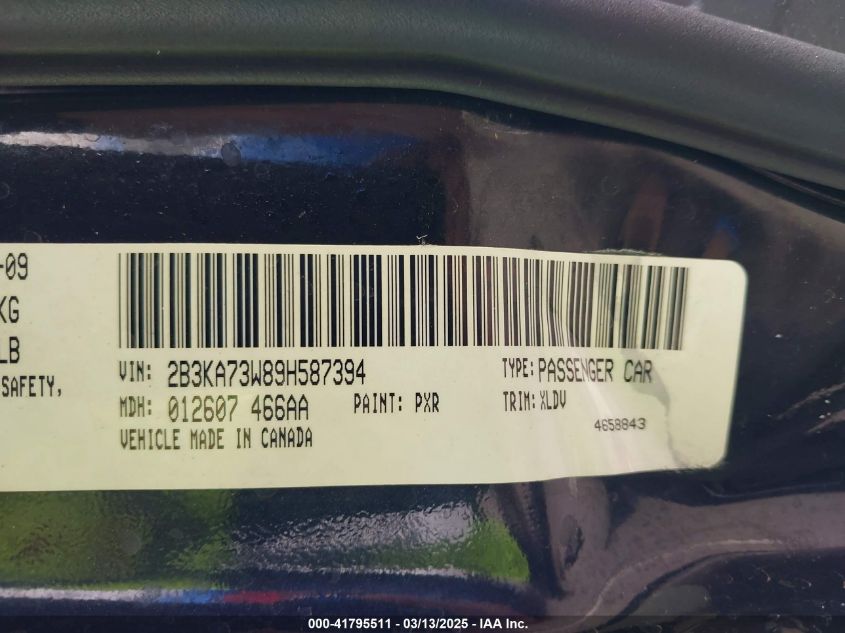 -09
KG
LB
SAFETY,
VIN: 2B3KA73W89H587394
TYPE: PASSENGER CAR
MDH: 012607 466AA
PAINT: PXR
TRIM: XLDV
VEHICLE MADE IN CANADA
4658843
000-41795511 - 03/13/2025 - IAA Inc.